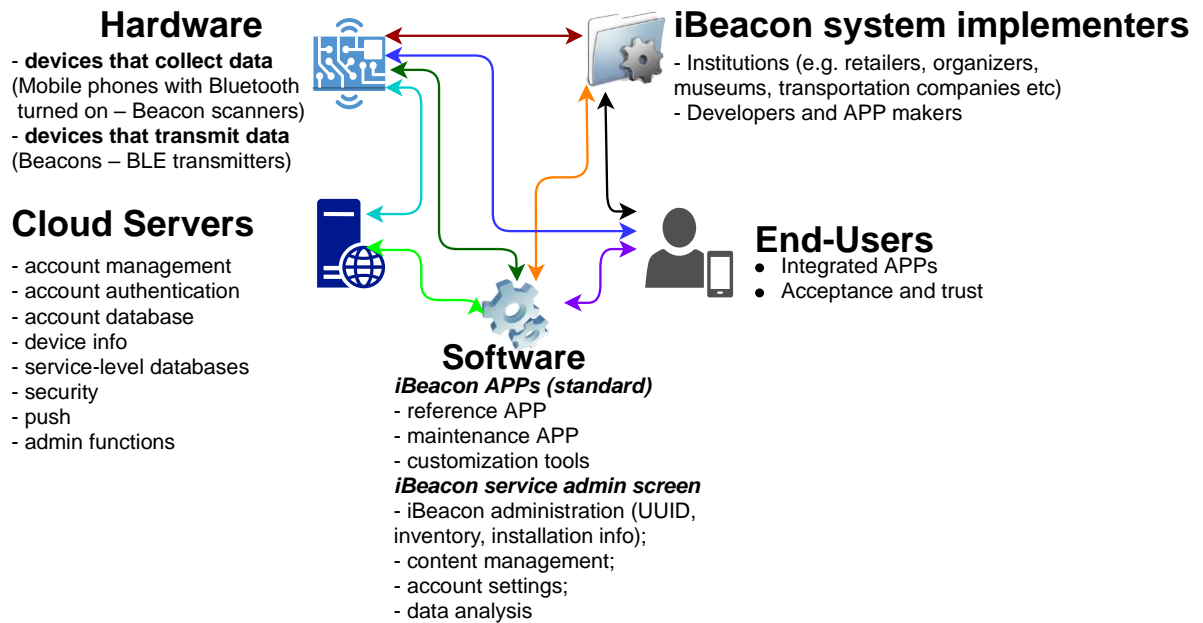 Hardware
- devices that collect data
(Mobile phones with Bluetooth
turned on – Beacon scanners)
- devices that transmit data
(Beacons – BLE transmitters)
iBeacon system implementers
- Institutions (e.g. retailers, organizers,
museums, transportation companies etc)
- Developers and APP makers
Cloud Servers
- account management
- account authentication
- account database
- device info
- service-level databases
- security
- push
- admin functions
End-Users
● Integrated APPs
● Acceptance and trust
Software
iBeacon APPs (standard)
- reference APP
- maintenance APP
- customization tools
iBeacon service admin screen
- iBeacon administration (UUID,
inventory, installation info);
- content management;
- account settings;
- data analysis